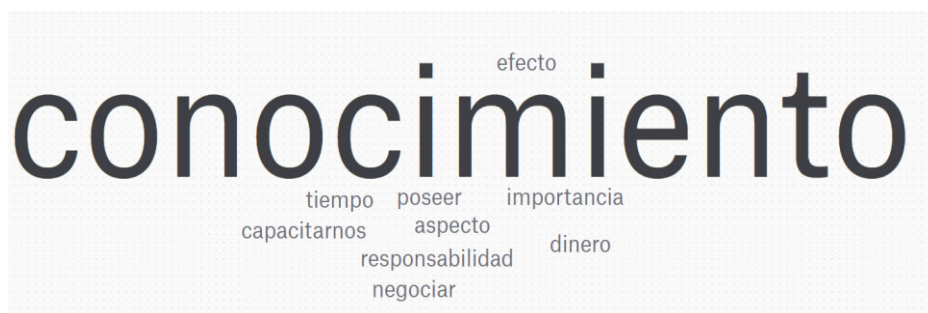 efecto
conocimiento
tiempo poseer importancia
capacitarnos aspecto
dinero
responsabilidad
negociar